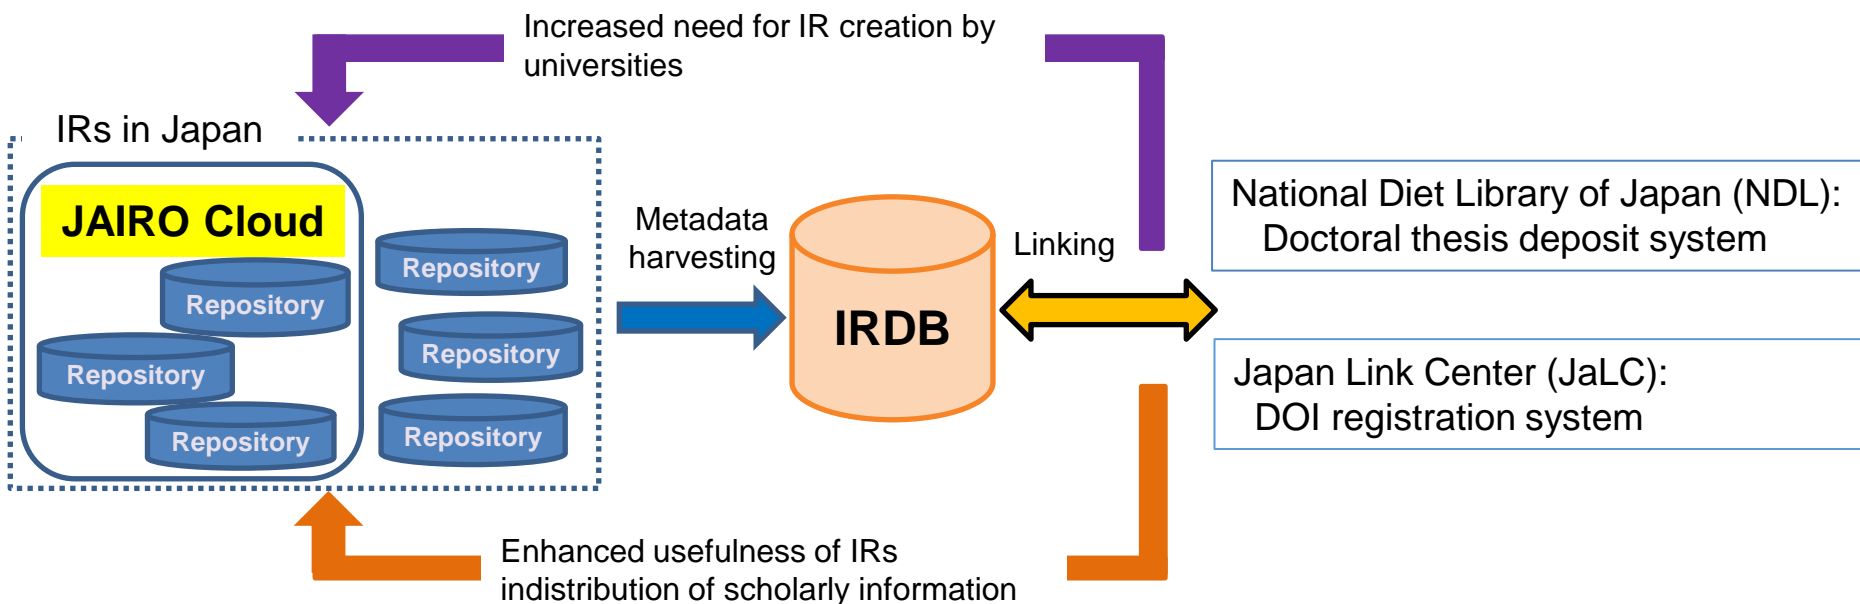 Increased need for IR creation by
universities
IRs in Japan
JAIRO Cloud
Repository
Repository
Repository
Repository
Repository
Repository
Metadata
harvesting
IRDB
Linking
National Diet Library of Japan (NDL):
Doctoral thesis deposit system
Japan Link Center (JaLC):
DOI registration system
Enhanced usefulness of IRs
indistribution of scholarly information